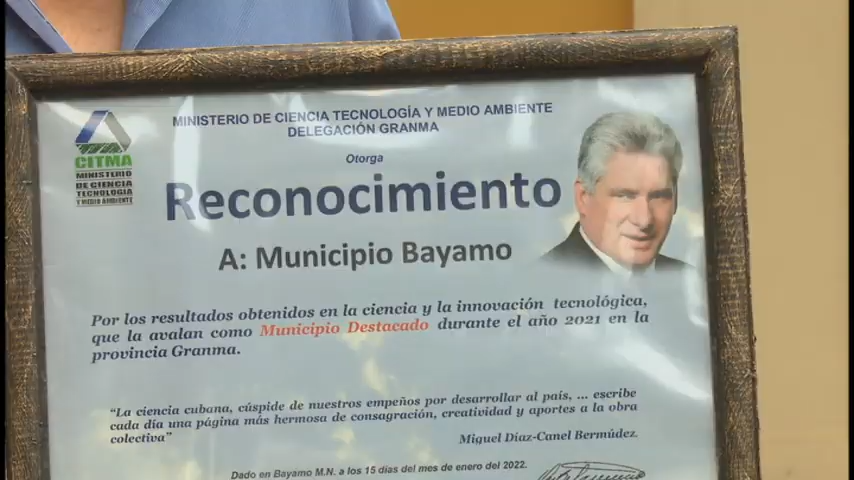 MINISTERIO DE CIENCIA TECNOLOGÍA Y MEDIO AMBIENTE
DELEGACIÓN GRANMA
CITMA
MINISTERIO
DE CIENCIA
TECNOLOGIA
Y MEDIO AMBIENTE
Otorga
Reconocimiento
A: Municipio Bayamo
Por los resultados obtenidos en la ciencia y la innovación tecnológica,
que la avalan como Municipio Destacado durante el año 2021 en la
provincia Granma.
“La ciencia cubana, cúspide de nuestros empeños por desarrollar al país, ... escribe
cada día una página más hermosa de consagración, creatividad y aportes a la obra
colectiva”
Miguel Díaz-Canel Bermúdez.
Dado en Bayamo M.N. a los 15 días del mes de enero del 2022.